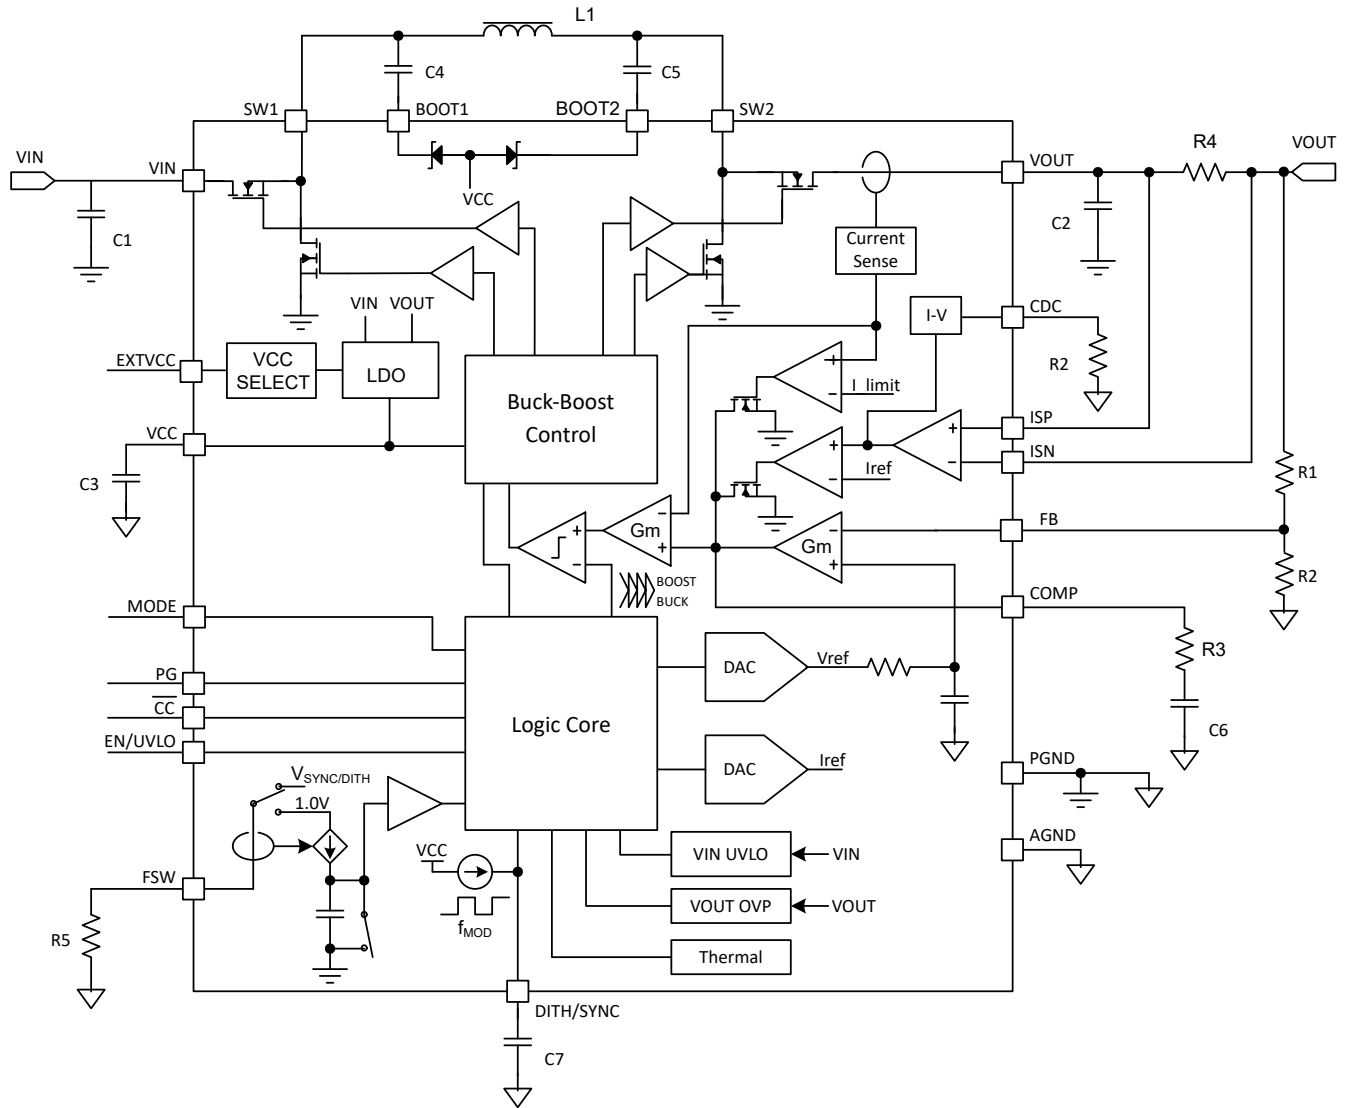 L1
C4
C5
SW1
BOOT1
BOOT2
SW2
VIN
VIN
VCC
VOUT
R4
VOUT
C1
C2
Current
Sense
VIN
VOUT
I-V
CDC
EXTVCC
VCC
SELECT
LDO
R2
Buck-Boost
Control
+
−
I_limit
VCC
ISP
+
−
Iref
+
−
ISN
C3
R1
Gm
−
+
+
−
Gm
−
+
FB
BOOST
BUCK
R2
MODE
COMP
R3
PG
DAC
Vref
CC
Logic Core
C6
EN/UVLO
DAC
Iref
PGND
VSYNC/DITH
1.0V
AGND
VCC
VIN UVLO
VIN
FSW
VOUT OVP
VOUT
fMOD
R5
Thermal
DITH/SYNC
C7